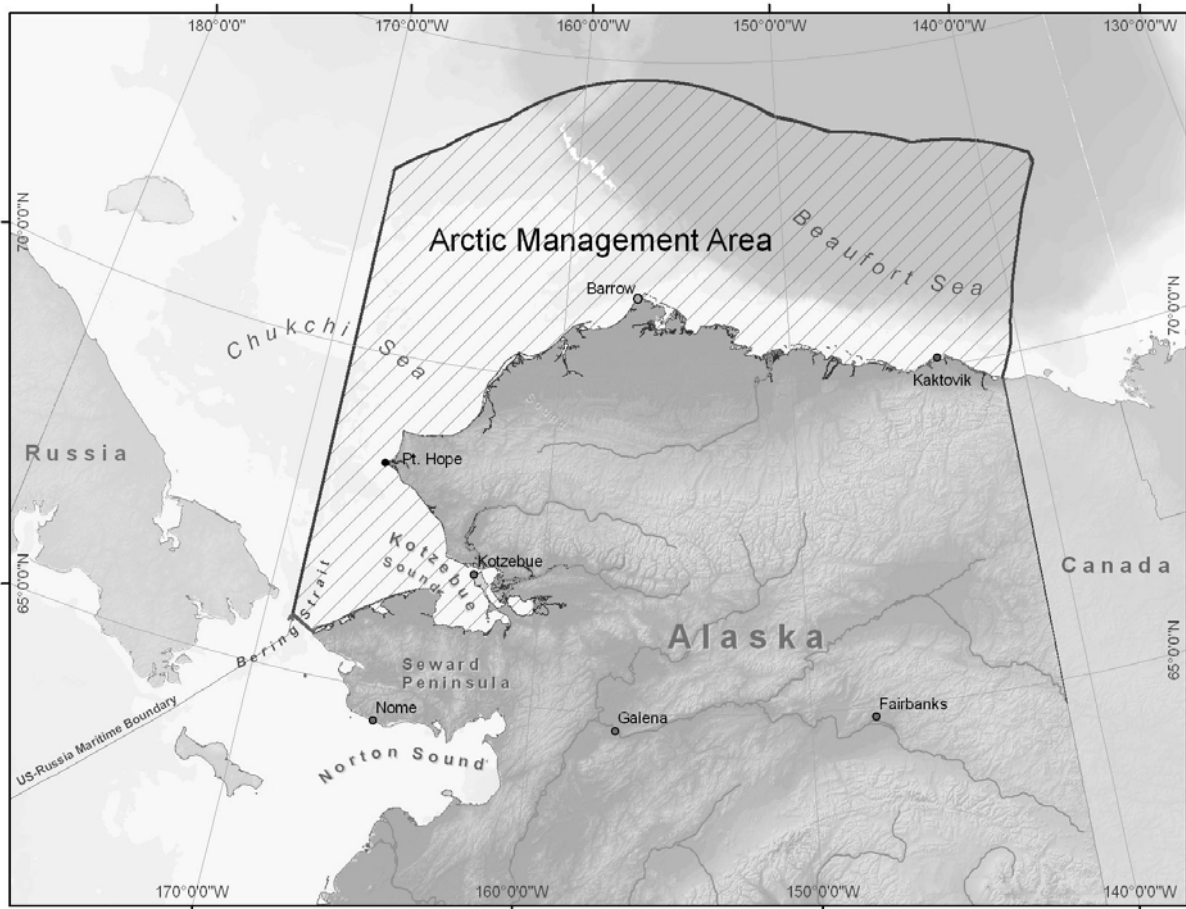 180°0'0"
170°0'0"W
160°0'0"W
150°0'0"W
140°0'0"W
130°0'0"W
70°0'0"N
Arctic Management Area
Beaufort Sea
Barrow
70°0'0"N
Chukchi Sea
Kaktovik
Russia
Pt. Hope
Kotzebue
Sound
Kotzebue
Canada
65°0'0"N
Bering Strait
Alaska
65°0'0"N
Seward
Peninsula
US-Russia Maritime Boundary
Nome
Galena
Fairbanks
Norton Sound
170°0'0"W
160°0'0"W
150°0'0"W
140°0'0"W